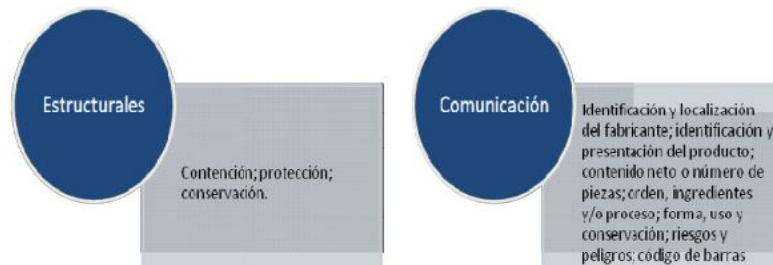 Estructurales
Contención; protección;
conservación.
Comunicación
Identificación y localización
del fabricante; identificación y
presentación del producto;
contenido neto o número de
piezas; orden, ingredientes
y/o proceso; forma, uso y
conservación; riesgos y
peligros; código de barras